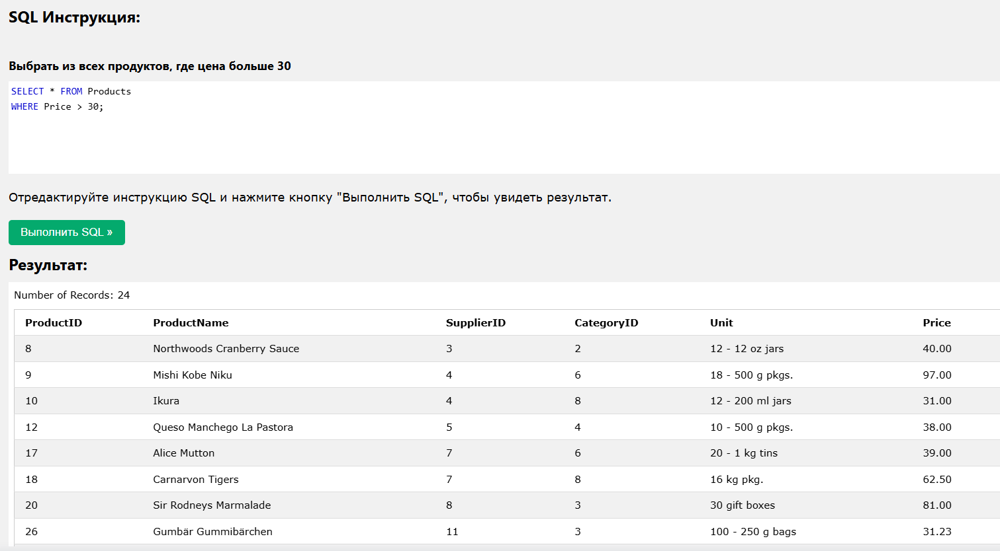 SQL Инструкция:
Выбрать из всех продуктов, где цена больше 30
SELECT * FROM Products
WHERE Price > 30;
Отредактируйте инструкцию SQL и нажмите кнопку "Выполнить SQL", чтобы увидеть результат.
Выполнить SQL »
Результат:
Number of Records: 24
ProductID ProductName SupplierID CategoryID Unit Price
8 Northwoods Cranberry Sauce 3 2 12 - 12 oz jars 40.00
9 Mishi Kobe Niku 4 6 18 - 500 g pkgs. 97.00
10 Ikura 4 8 12 - 200 ml jars 31.00
12 Queso Manchego La Pastora 5 4 10 - 500 g pkgs. 38.00
17 Alice Mutton 7 6 20 - 1 kg tins 39.00
18 Carnarvon Tigers 7 8 16 kg pkg. 62.50
20 Sir Rodneys Marmalade 8 3 30 gift boxes 81.00
26 Gumbär Gummibärchen 11 3 100 - 250 g bags 31.23